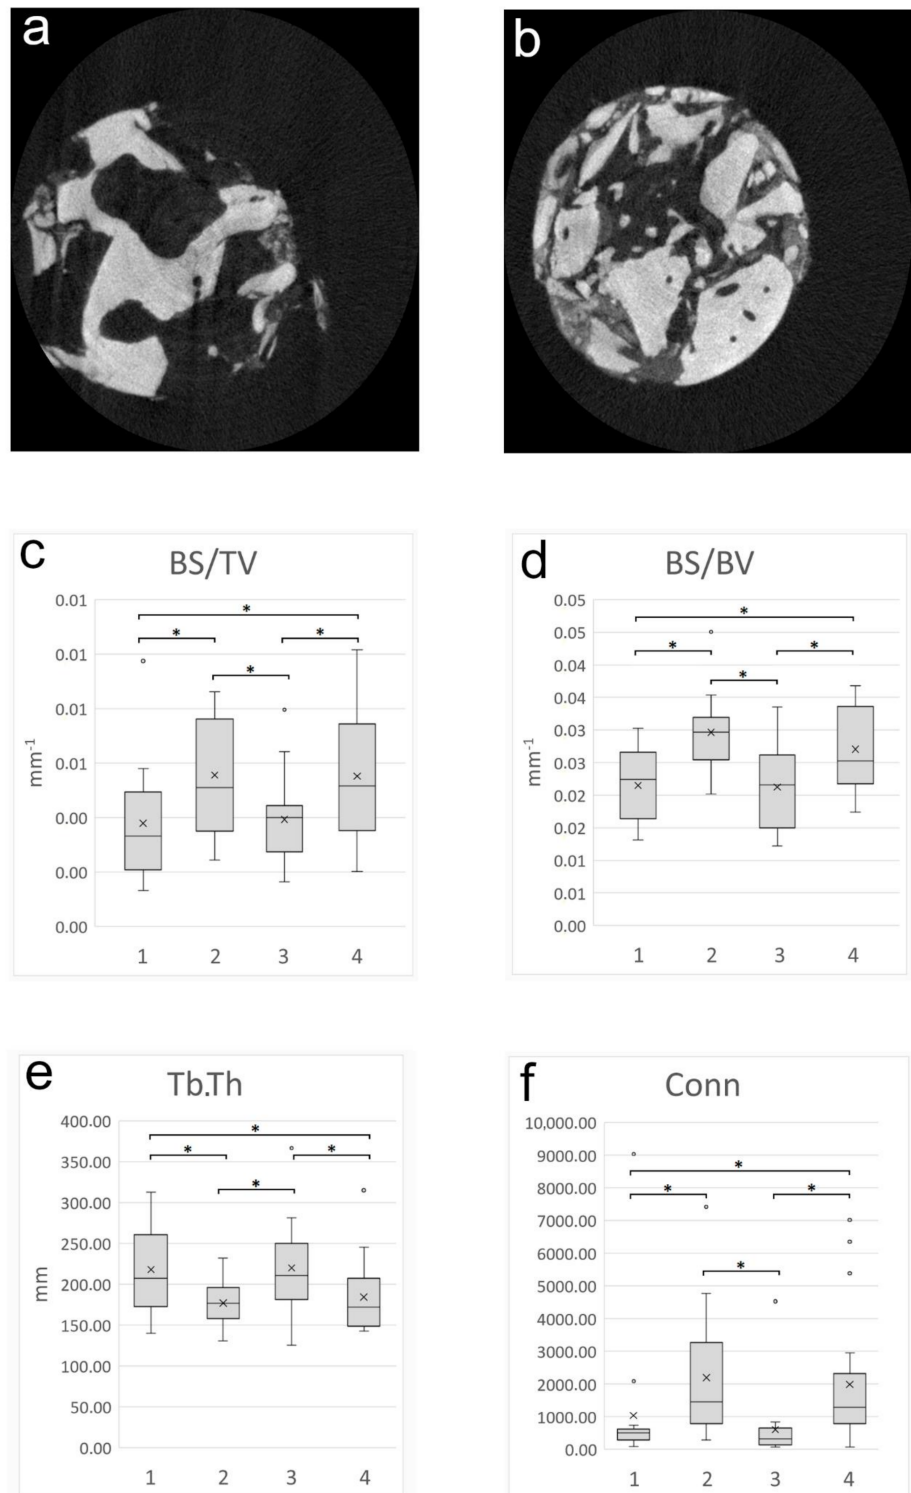 a
b
c
BS/TV
0.01
0.01
0.01
0.01
0.00
0.00
0.00
mm-1
* * * *
1 2 3 4
d
BS/BV
0.05
0.05
0.04
0.04
0.03
0.03
0.02
0.02
0.01
0.01
0.00
mm-1
* * * *
1 2 3 4
e
Tb.Th
400.00
350.00
300.00
250.00
200.00
150.00
100.00
50.00
0.00
mm
* * * *
1 2 3 4
f
Conn
10,000.00
9000.00
8000.00
7000.00
6000.00
5000.00
4000.00
3000.00
2000.00
1000.00
0.00
* * * *
1 2 3 4